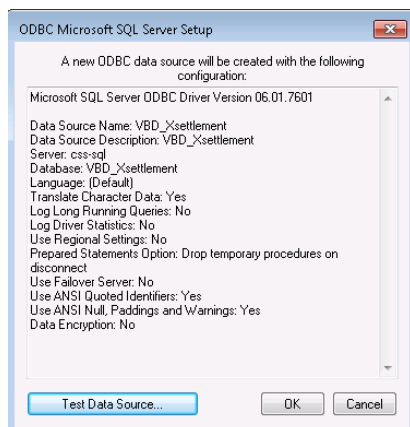 ODBC Microsoft SQL Server Setup
A new ODBC data source will be created with the following
configuration:
Microsoft SQL Server ODBC Driver Version 06.01.7601
Data Source Name: VBD_Xsettlement
Data Source Description: VBD_Xsettlement
Server: css-sql
Database: VBD_Xsettlement
Language: (Default)
Translate Character Data: Yes
Log Long Running Queries: No
Log Driver Statistics: No
Use Regional Settings: No
Prepared Statements Option: Drop temporary procedures on
disconnect
Use Failover Server: No
Use ANSI Quoted Identifiers: Yes
Use ANSI Null, Paddings and Warnings: Yes
Data Encryption: No
Test Data Source...
OK
Cancel